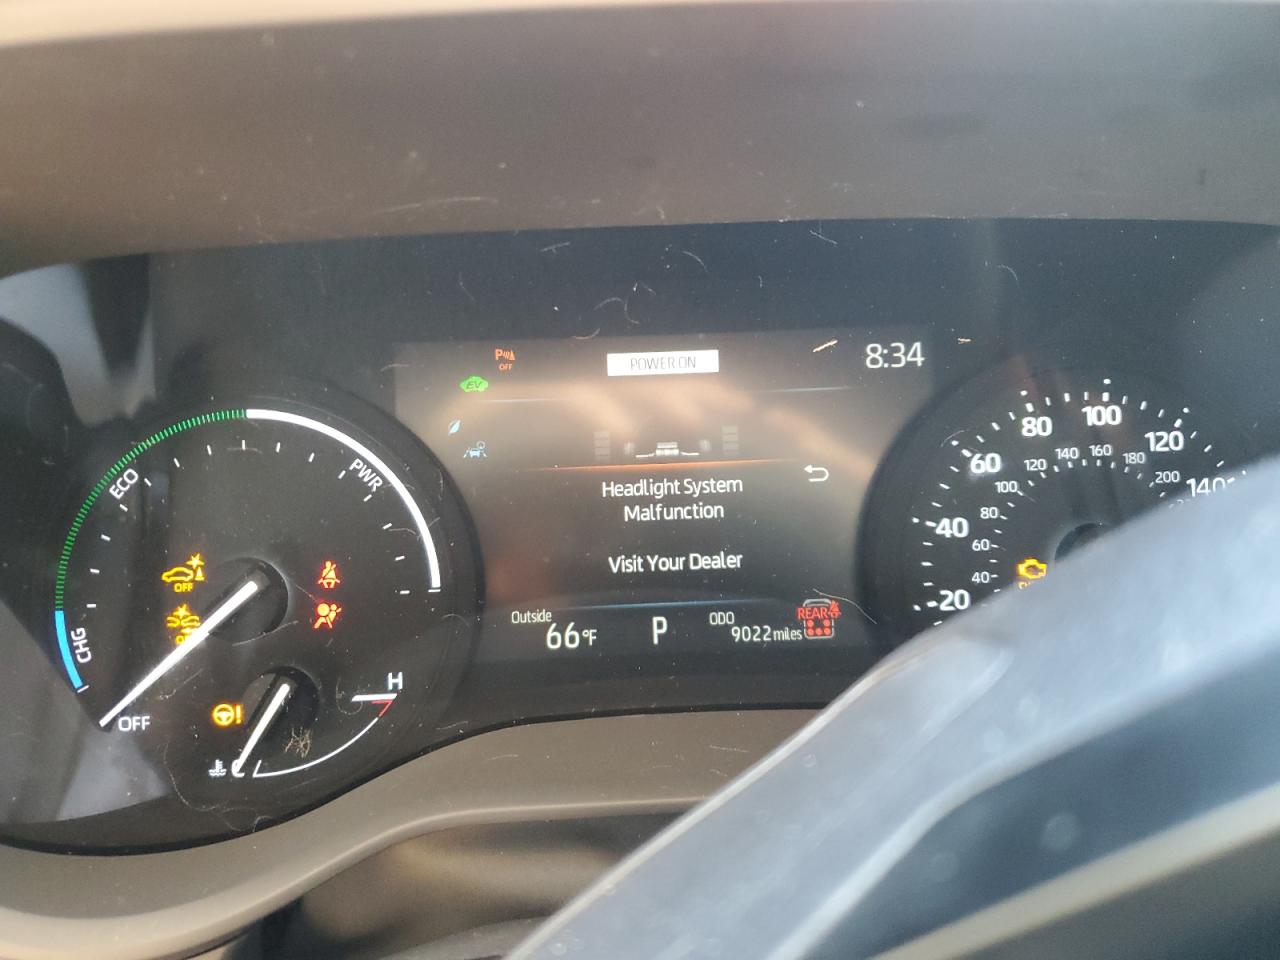 P
OFF
POWER ON
8:34
EV
ECO
PWR
CHG
OFF
OFF
H
C
Headlight System
Malfunction
Visit Your Dealer
Outside
66°F
P
ODO
9022 miles
REAR
20
40
60
80
100
120
140
40
60
80
100
120
140
160
180
200